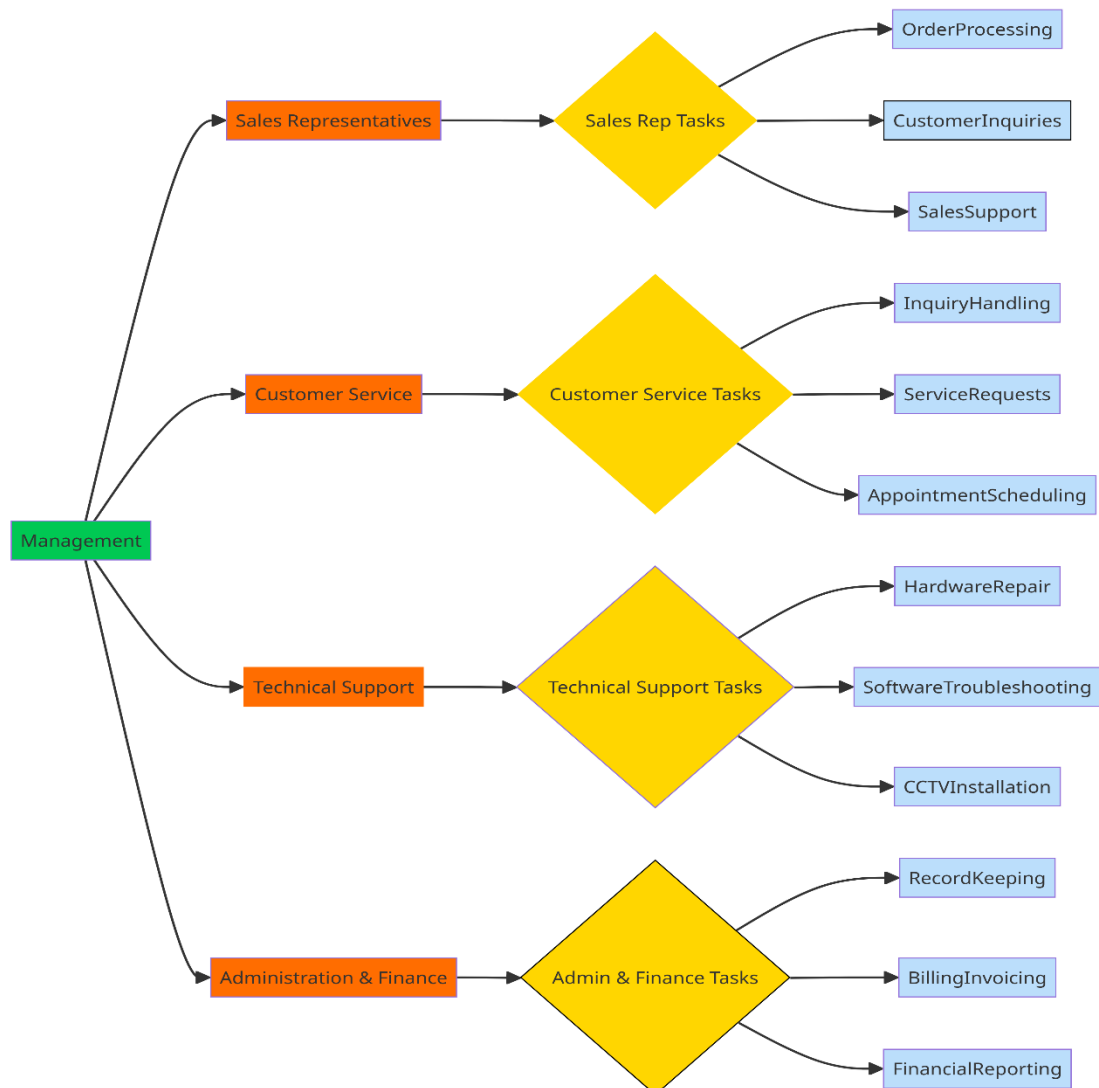 OrderProcessing
Sales Representatives
Sales Rep Tasks
CustomerInquiries
SalesSupport
InquiryHandling
Customer Service
Customer Service Tasks
ServiceRequests
AppointmentScheduling
Management
HardwareRepair
Technical Support
Technical Support Tasks
SoftwareTroubleshooting
CCTVInstallation
RecordKeeping
Administration & Finance
Admin & Finance Tasks
BillingInvoicing
FinancialReporting